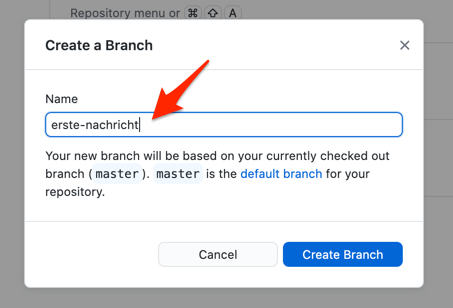 Repository menu or ⌘ ⇧ A
Create a Branch
Name
erste-nachricht
Your new branch will be based on your currently checked out
branch (master). master is the default branch for your
repository.
Cancel
Create Branch